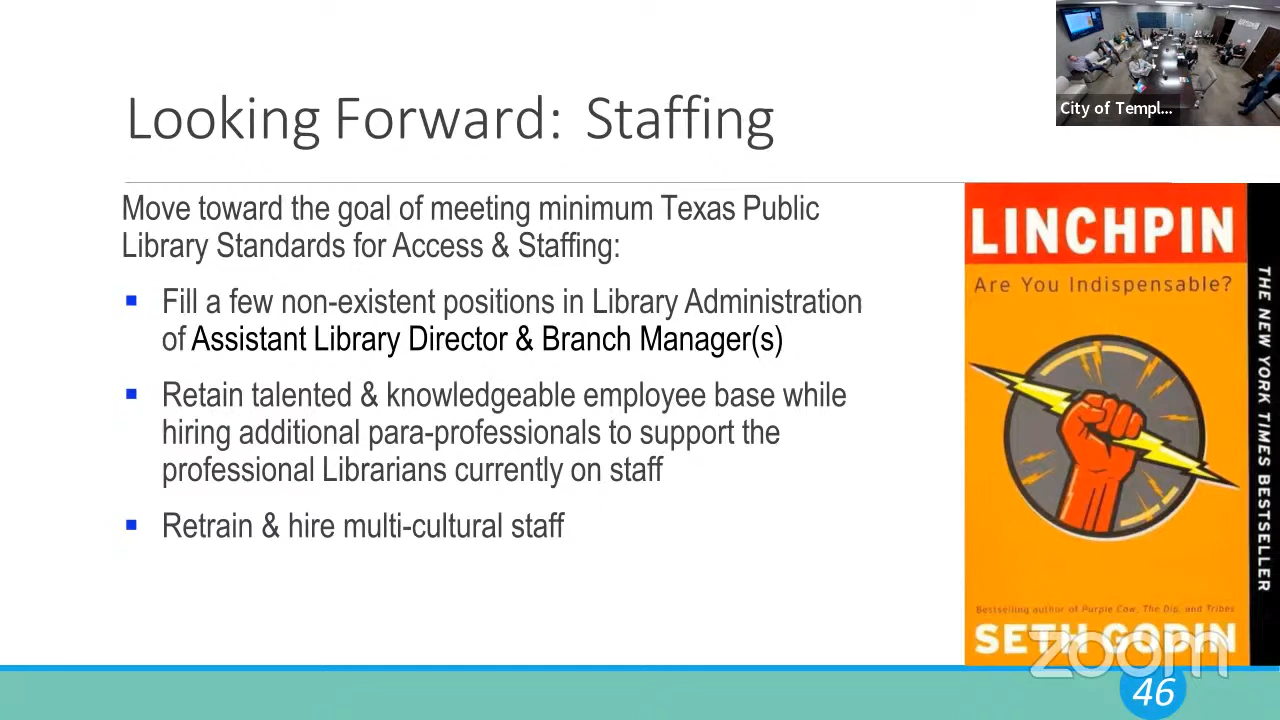 City of Templ...
Looking Forward: Staffing
Move toward the goal of meeting minimum Texas Public
Library Standards for Access & Staffing:
▪ Fill a few non-existent positions in Library Administration
of Assistant Library Director & Branch Manager(s)
▪ Retain talented & knowledgeable employee base while
hiring additional para-professionals to support the
professional Librarians currently on staff
▪ Retrain & hire multi-cultural staff
LINCHPIN
Are You Indispensable?
THE NEW YORK TIMES BESTSELLER
Bestselling author of Purple Cow, The Dip, and Tribes
SETH GODIN
zoom
46